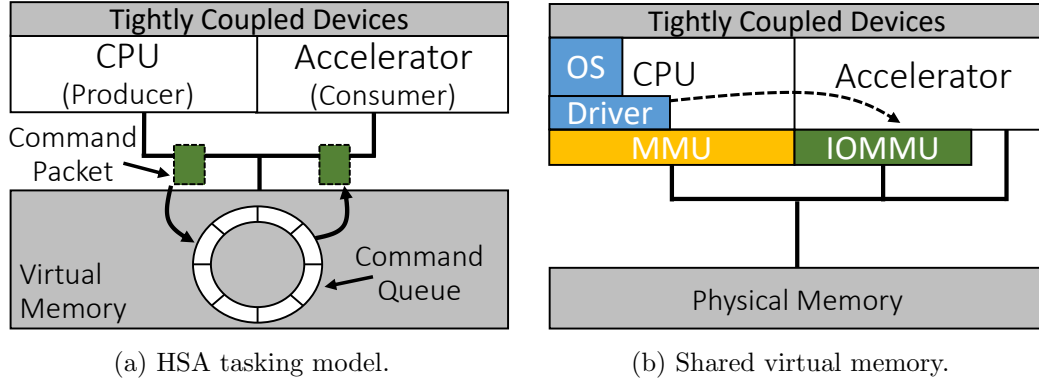 Tightly Coupled Devices
CPU
(Producer)
Accelerator
(Consumer)
Command
Packet
Virtual
Memory
Command
Queue
(a) HSA tasking model.
Tightly Coupled Devices
OS
CPU
Accelerator
Driver
MMU
IOMMU
Physical Memory
(b) Shared virtual memory.